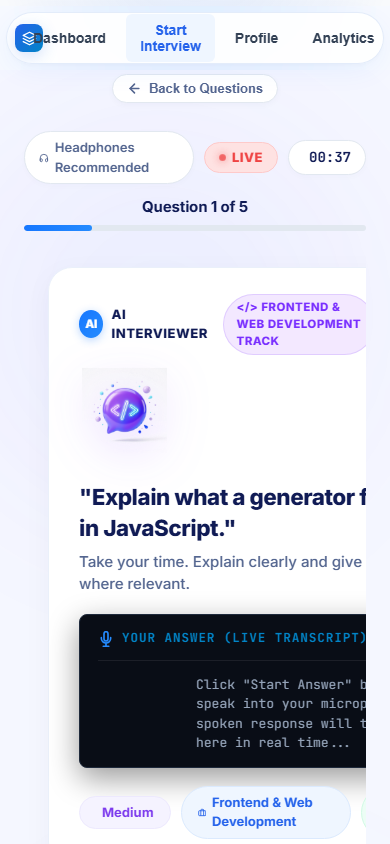 Dashboard
Start
Interview
Profile
Analytics
Back to Questions
Headphones
Recommended
LIVE
00:37
Question 1 of 5
AI
AI
INTERVIEWER
</> FRONTEND &
WEB DEVELOPMENT
TRACK
</>
"Explain what a generator f
in JavaScript."
Take your time. Explain clearly and give
where relevant.
YOUR ANSWER (LIVE TRANSCRIPT)
Click "Start Answer" b
speak into your microp
spoken response will t
here in real time...
Medium
Frontend & Web
Development